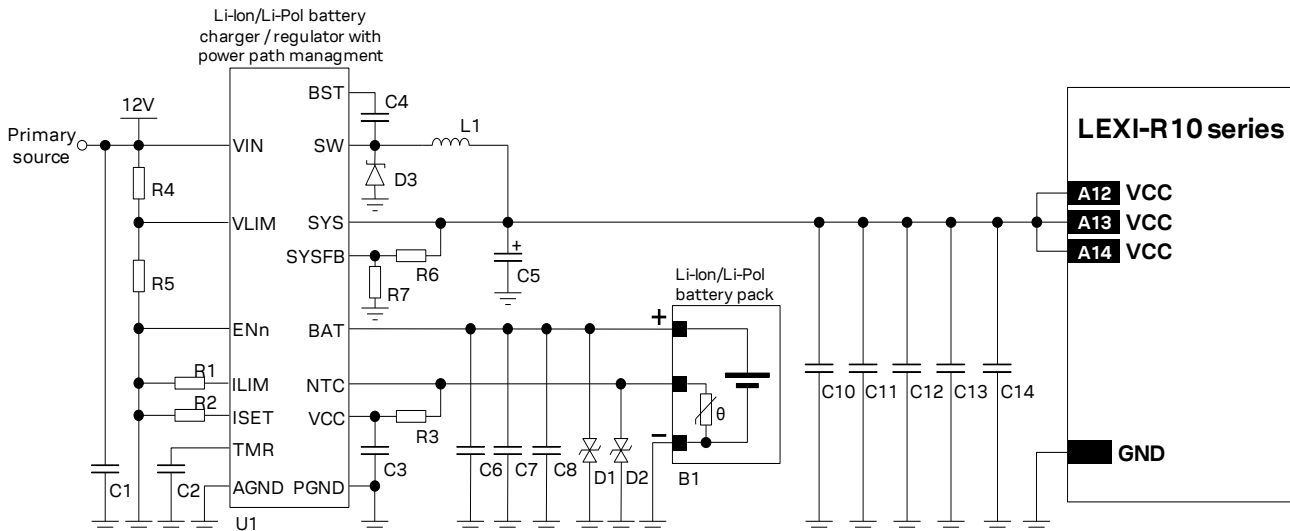 Li-Ion/Li-Pol battery
charger / regulator with
power path managment
12V
Primary
source
VIN
VLIM
ENn
ILIM
ISET
TMR
AGND
BST
SW
SYS
SYSFB
BAT
NTC
VCC
PGND
U1
R4
R5
R1
R2
C1
C2
C4
L1
D3
R6
R7
+
C5
R3
C3
C6
C7
C8
D1
D2
Li-Ion/Li-Pol
battery pack
+
θ
–
B1
C10
C11
C12
C13
C14
LEXI-R10 series
A12 VCC
A13 VCC
A14 VCC
GND